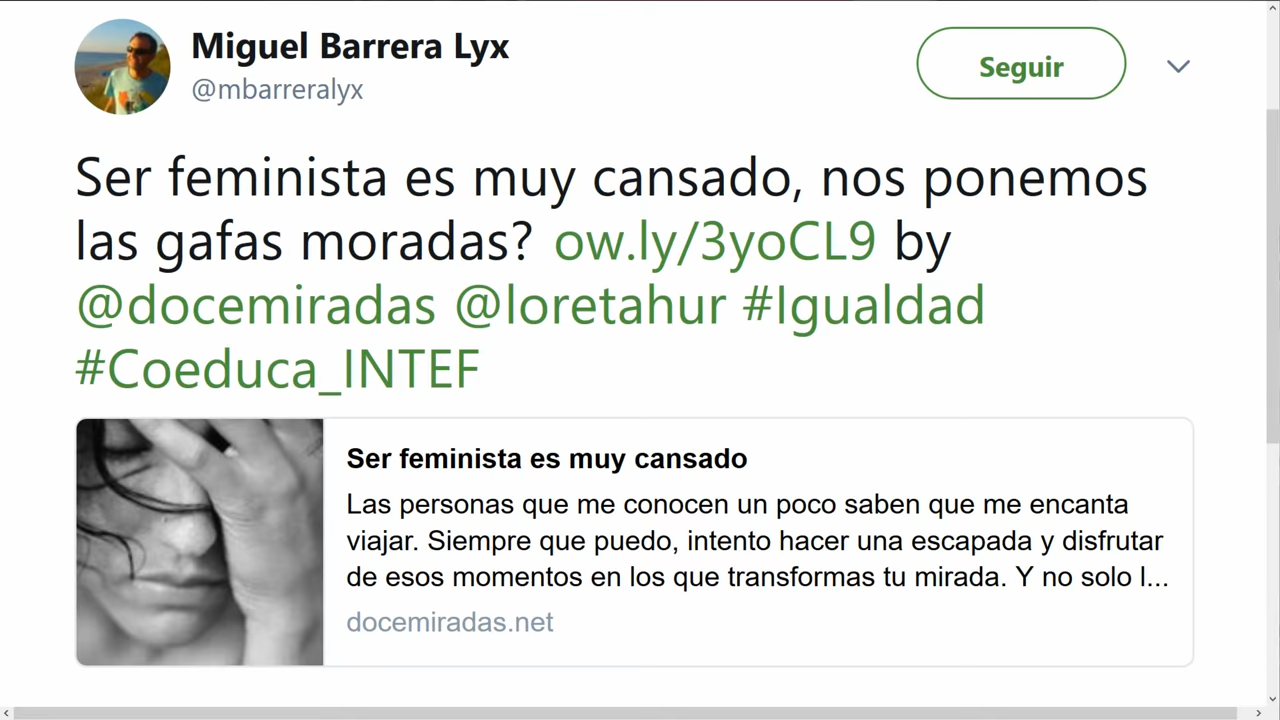 Miguel Barrera Lyx
@mbarreralyx
Seguir
Ser feminista es muy cansado, nos ponemos
las gafas moradas? ow.ly/3yoCL9 by
@docemiradas @loretahur #Igualdad
#Coeduca_INTEF
Ser feminista es muy cansado
Las personas que me conocen un poco saben que me encanta
viajar. Siempre que puedo, intento hacer una escapada y disfrutar
de esos momentos en los que transformas tu mirada. Y no solo l...
docemiradas.net